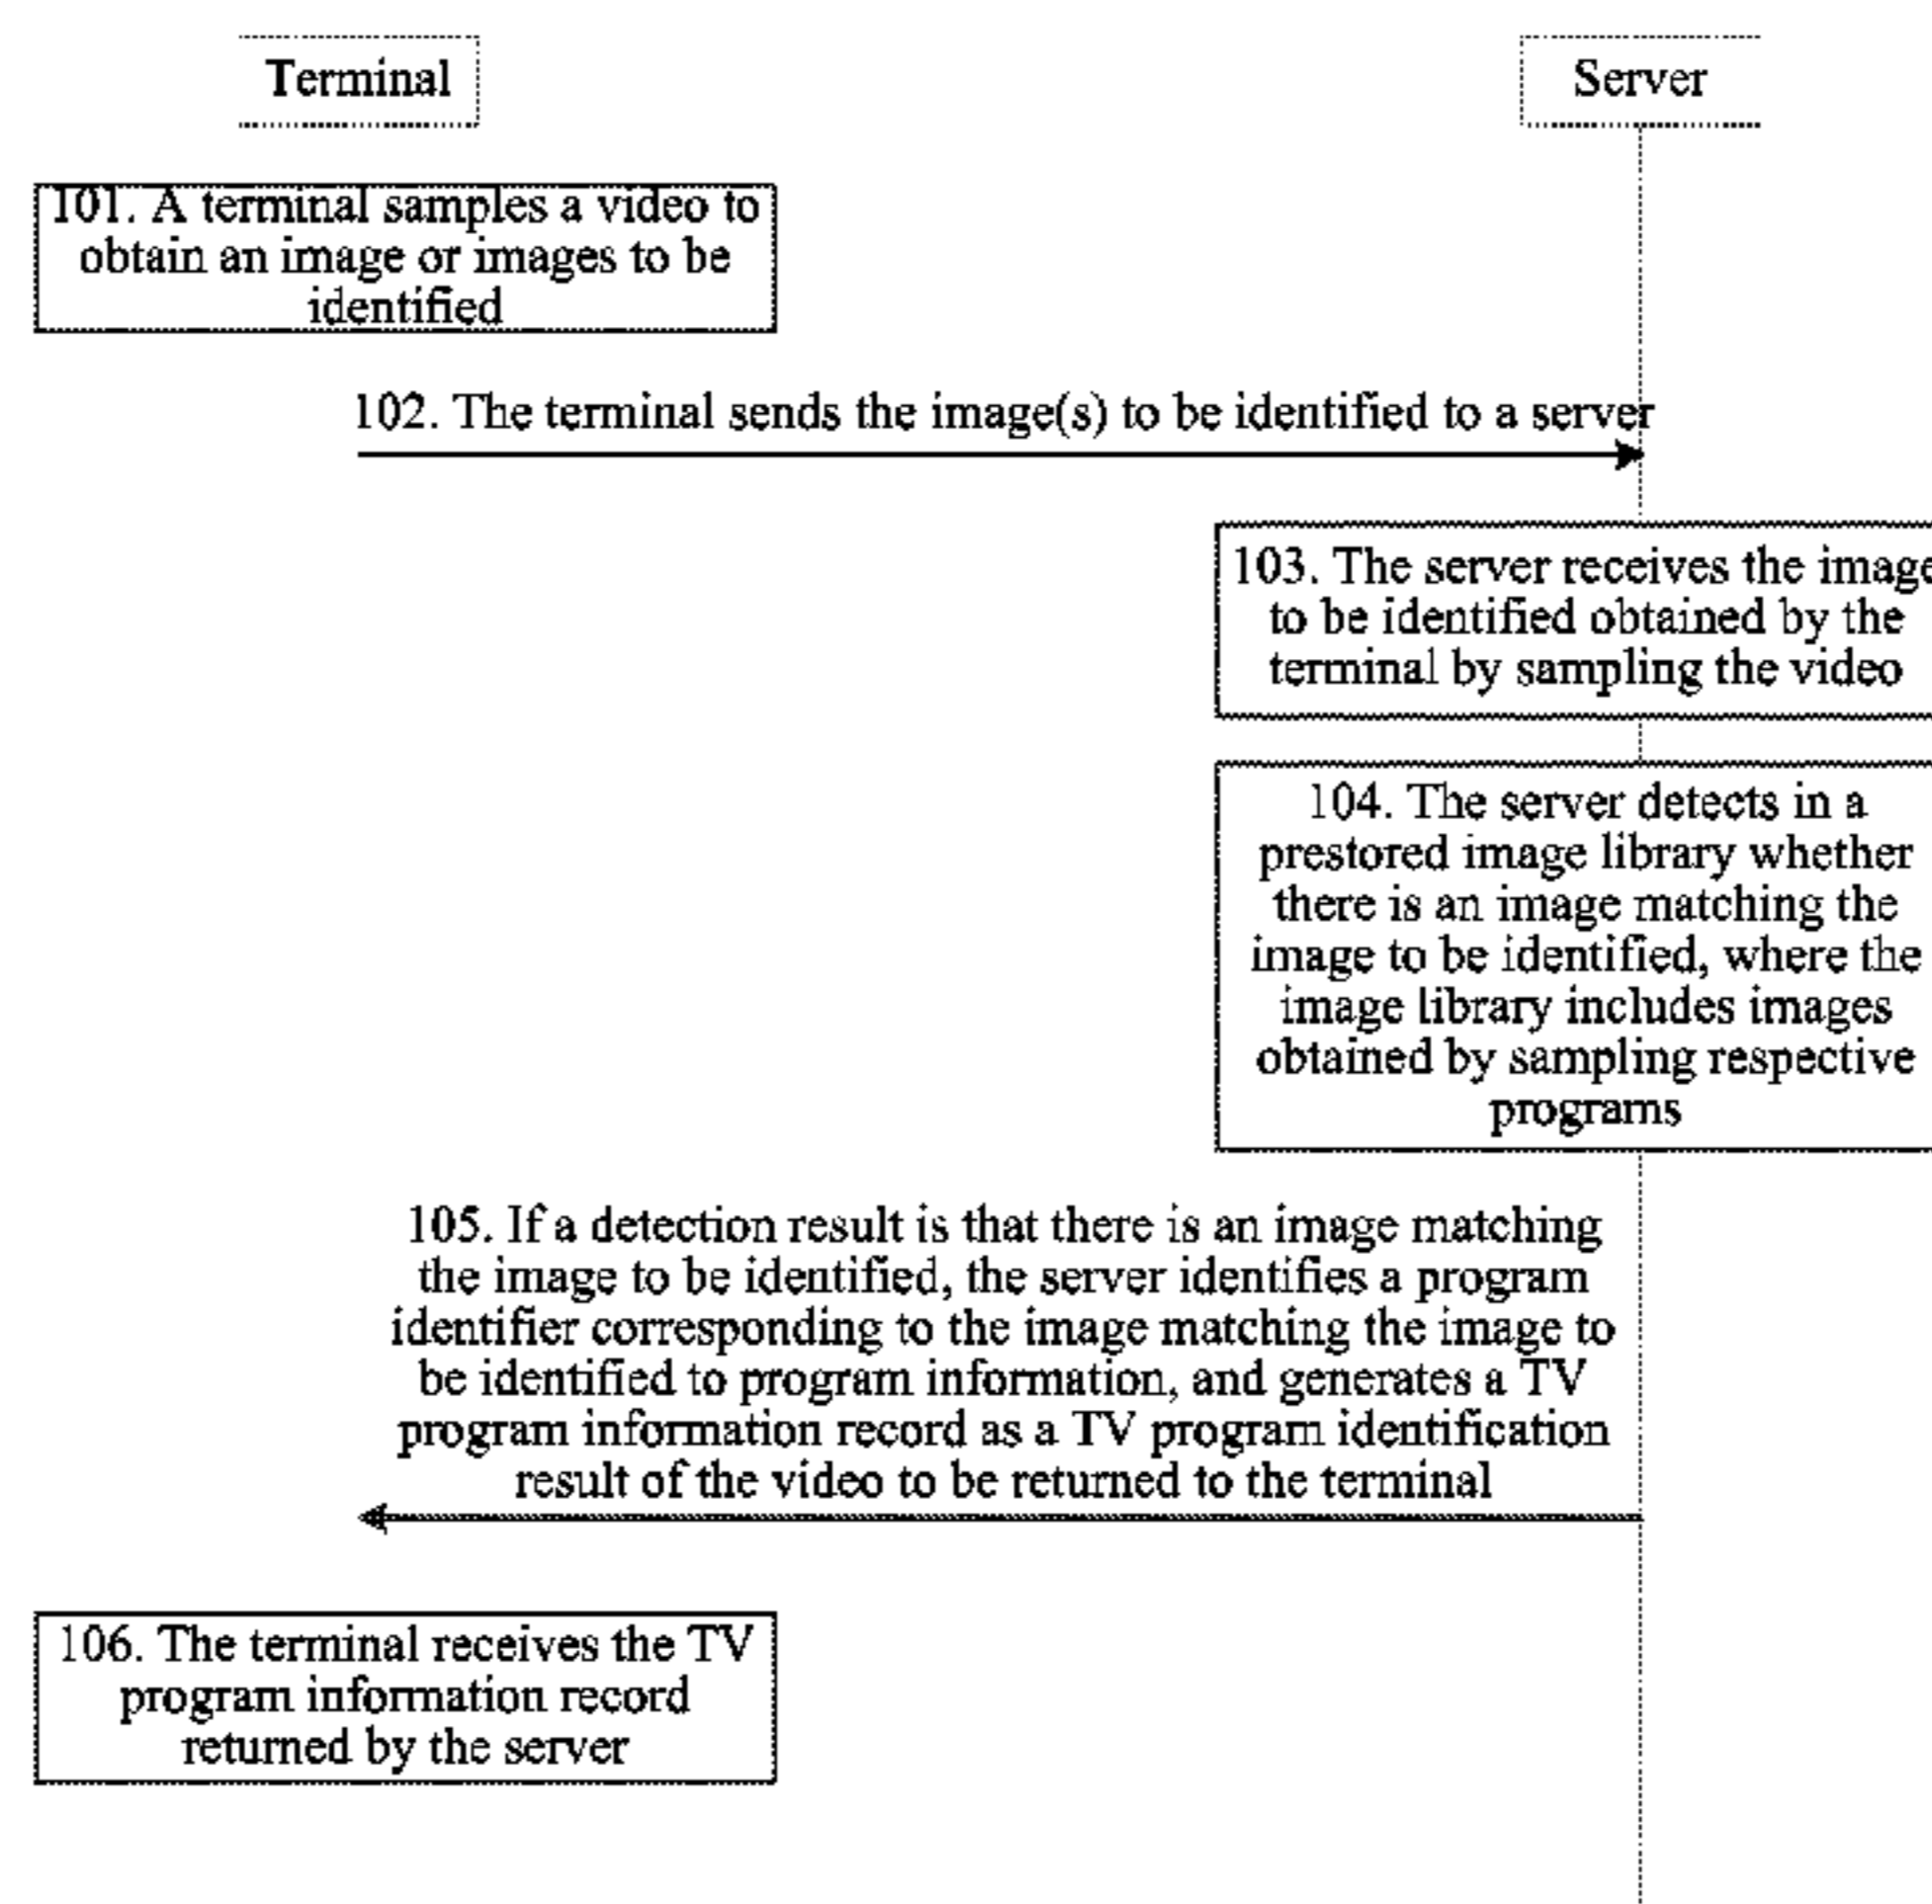 Terminal
Server
101. A terminal samples a video to
obtain an image or images to be
identified
102. The terminal sends the image(s) to be identified to a server
103. The server receives the image
to be identified obtained by the
terminal by sampling the video
104. The server detects in a
prestored image library whether
there is an image matching the
image to be identified, where the
image library includes images
obtained by sampling respective
programs
105. If a detection result is that there is an image matching
the image to be identified, the server identifies a program
identifier corresponding to the image matching the image to
be identified to program information, and generates a TV
program information record as a TV program identification
result of the video to be returned to the terminal
106. The terminal receives the TV
program information record
returned by the server